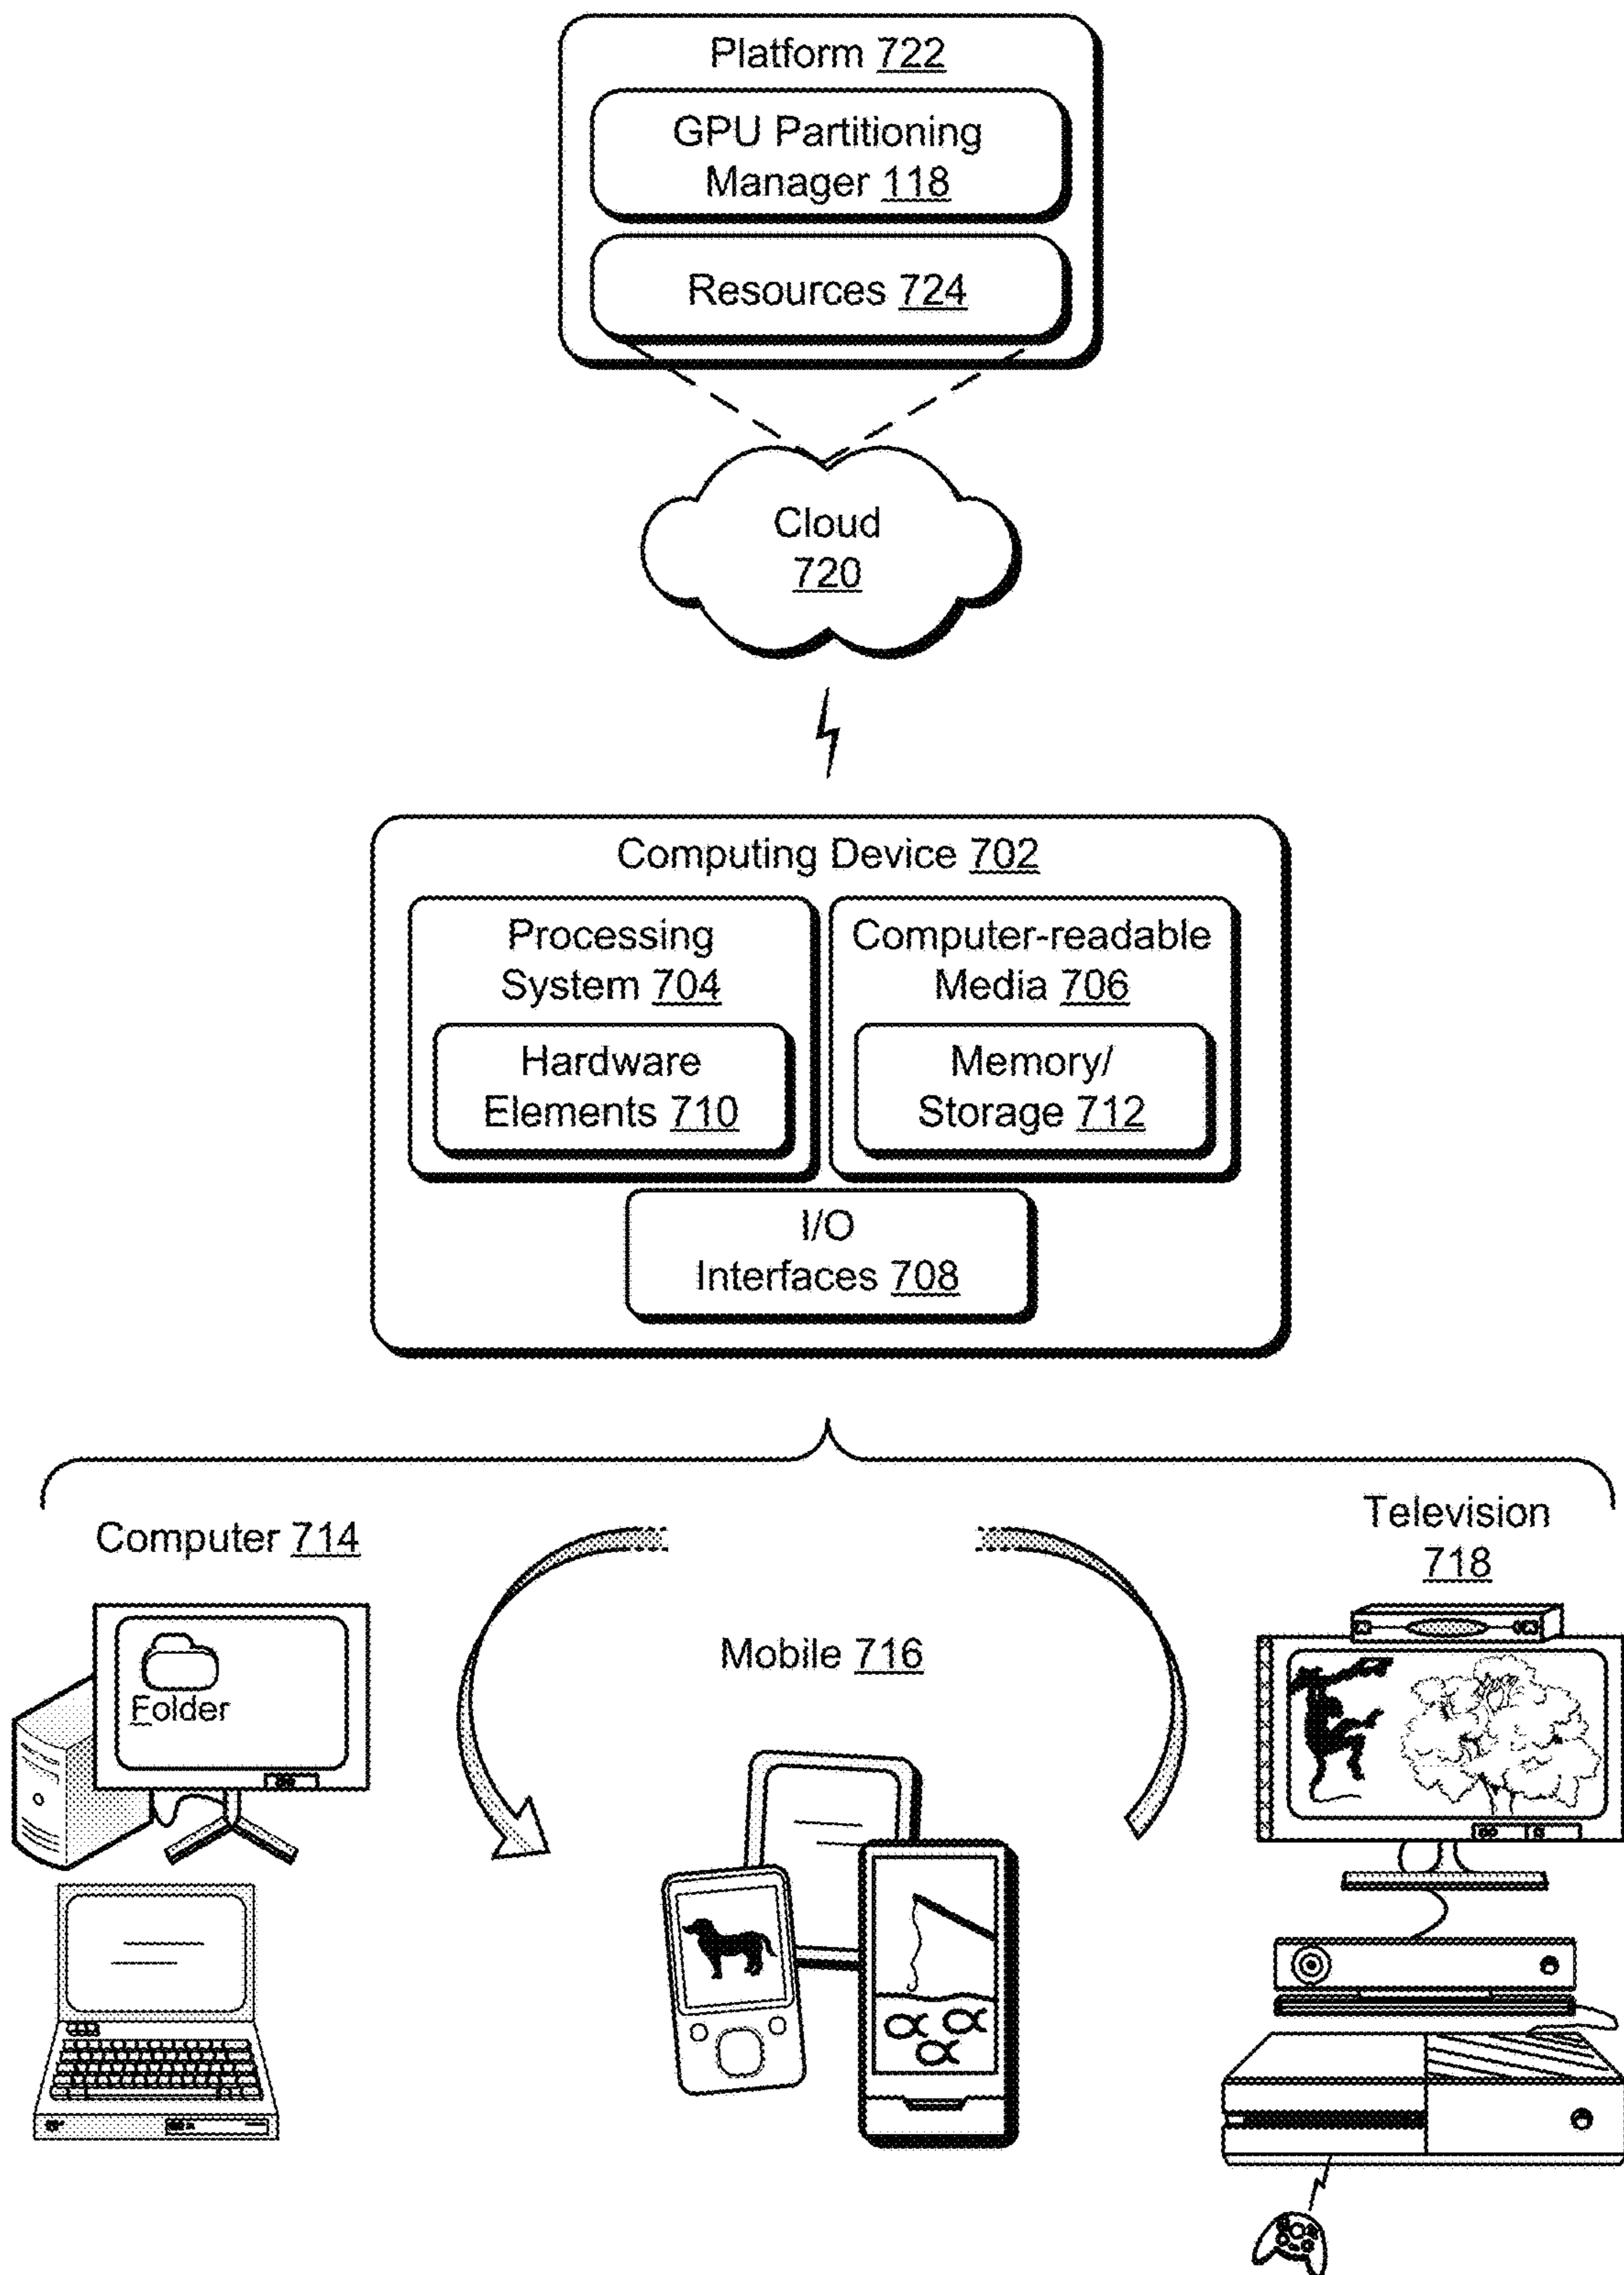 Platform 722
GPU Partitioning
Manager 118
Resources 724
Cloud
720
Computing Device 702
Processing
System 704
Hardware
Elements 710
Computer-readable
Media 706
Memory/
Storage 712
I/O
Interfaces 708
Computer 714
Folder
Mobile 716
Television
718